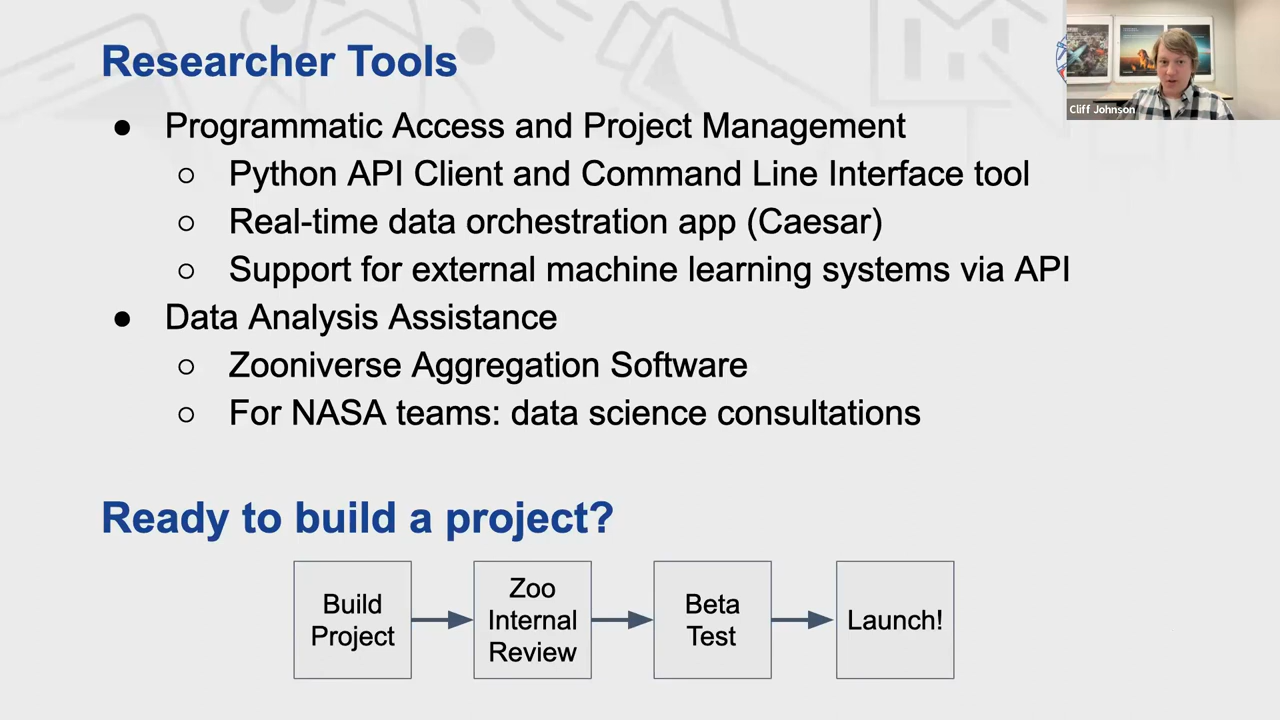 Researcher Tools
Cliff Johnson
● Programmatic Access and Project Management
○ Python API Client and Command Line Interface tool
○ Real-time data orchestration app (Caesar)
○ Support for external machine learning systems via API
● Data Analysis Assistance
○ Zooniverse Aggregation Software
○ For NASA teams: data science consultations
Ready to build a project?
Build
Project
Zoo
Internal
Review
Beta
Test
Launch!